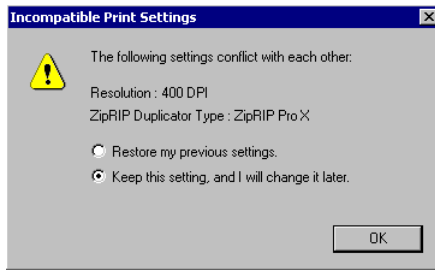 Incompatible Print Settings
The following settings conflict with each other:
Resolution : 400 DPI
ZipRIP Duplicator Type : ZipRIP Pro X
Restore my previous settings.
Keep this setting, and I will change it later.
OK